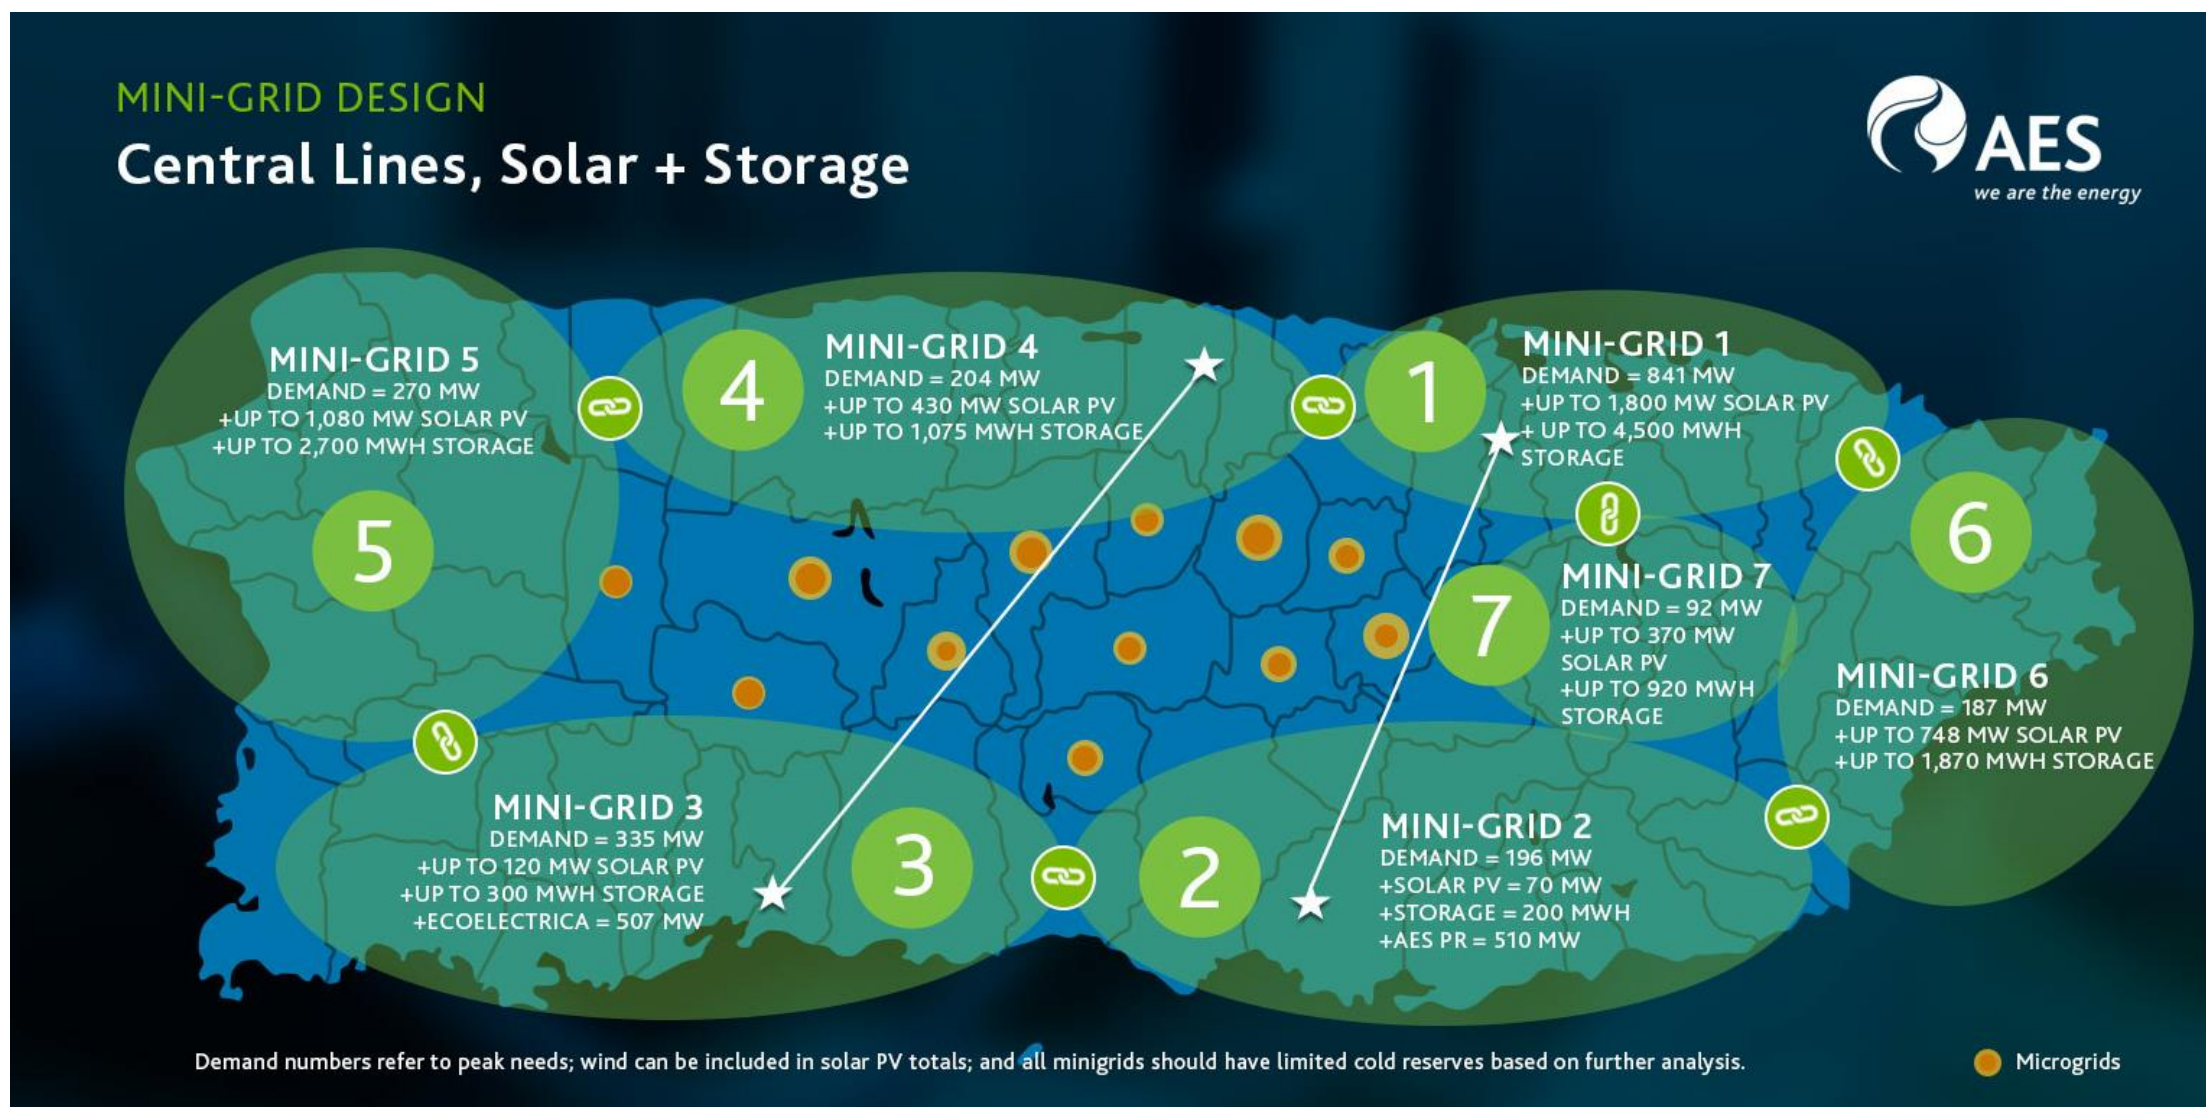 MINI-GRID DESIGN
Central Lines, Solar + Storage
AES
we are the energy
MINI-GRID 5
DEMAND = 270 MW
+UP TO 1,080 MW SOLAR PV
+UP TO 2,700 MWH STORAGE
5
4
MINI-GRID 4
DEMAND = 204 MW
+UP TO 430 MW SOLAR PV
+UP TO 1,075 MWH STORAGE
1
MINI-GRID 1
DEMAND = 841 MW
+UP TO 1,800 MW SOLAR PV
+ UP TO 4,500 MWH
STORAGE
7
MINI-GRID 7
DEMAND = 92 MW
+UP TO 370 MW
SOLAR PV
+UP TO 920 MWH
STORAGE
6
MINI-GRID 6
DEMAND = 187 MW
+UP TO 748 MW SOLAR PV
+UP TO 1,870 MWH STORAGE
MINI-GRID 3
DEMAND = 335 MW
+UP TO 120 MW SOLAR PV
+UP TO 300 MWH STORAGE
+ECOELECTRICA = 507 MW
3
2
MINI-GRID 2
DEMAND = 196 MW
+SOLAR PV = 70 MW
+STORAGE = 200 MWH
+AES PR = 510 MW
Demand numbers refer to peak needs; wind can be included in solar PV totals; and all minigrids should have limited cold reserves based on further analysis.
Microgrids